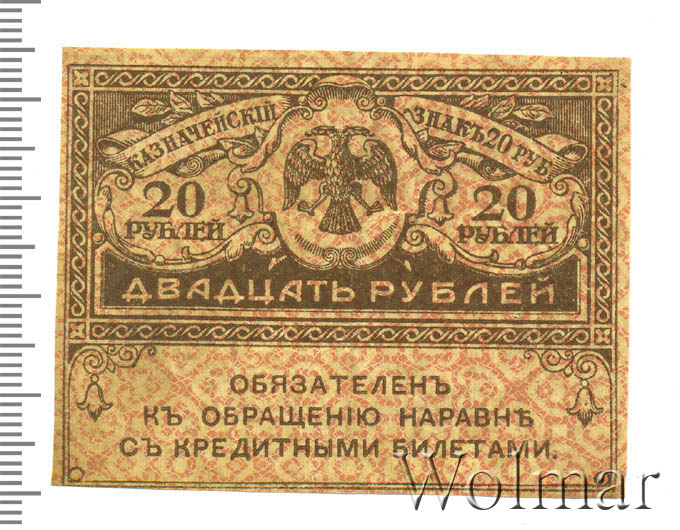 КАЗНАЧЕЙСКІЙ ЗНАКЪ 20 РУБ.
20 РУБЛЕЙ
20 РУБЛЕЙ
ДВАДЦАТЬ РУБЛЕЙ
ОБЯЗАТЕЛЕНЪ
КЪ ОБРАЩЕНІЮ НАРАВНѢ
СЪ КРЕДИТНЫМИ БИЛЕТАМИ.
Wolmar